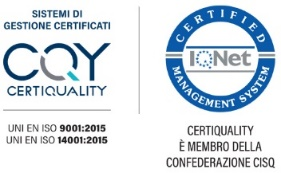 SISTEMI DI
GESTIONE CERTIFICATI
CQY
CERTIQUALITY
UNI EN ISO 9001:2015
UNI EN ISO 14001:2015
CERTIFIED
IQNet
MANAGEMENT SYSTEM
CERTIQUALITY
È MEMBRO DELLA
CONFEDERAZIONE CISQ